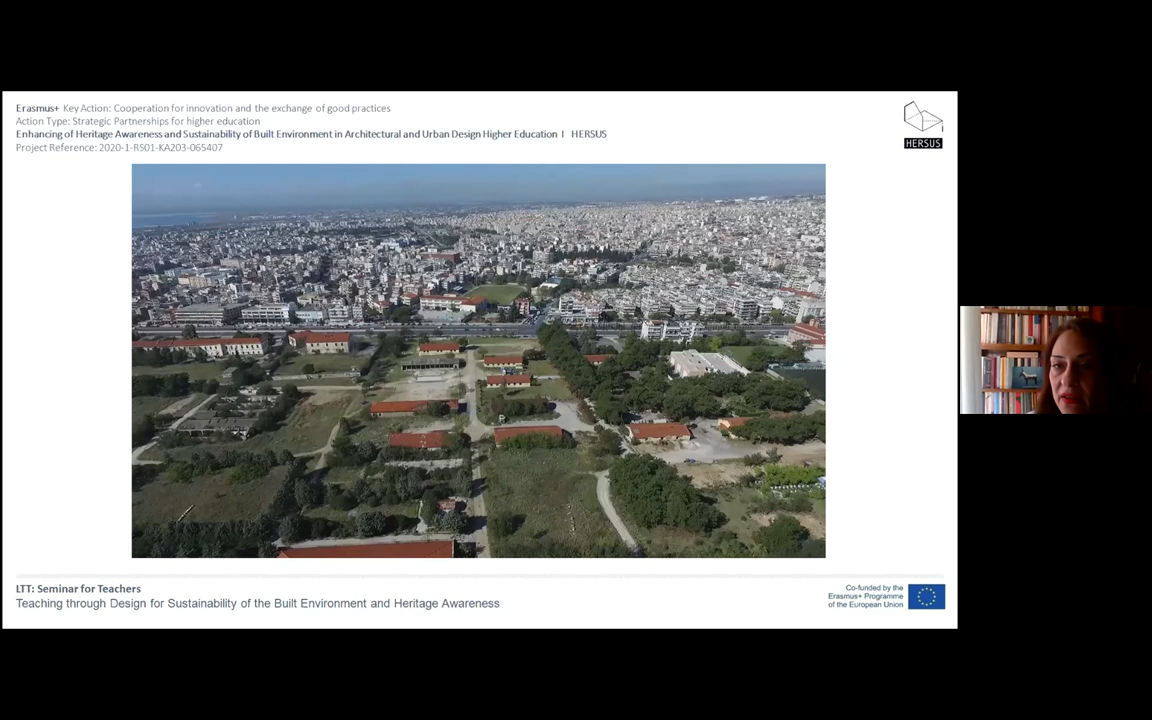 Erasmus+ Key Action: Cooperation for innovation and the exchange of good practices
Action Type: Strategic Partnerships for higher education
Enhancing of Heritage Awareness and Sustainability of Built Environment in Architectural and Urban Design Higher Education I HERSUS
Project Reference: 2020-1-RS01-KA203-065407
HERSUS
LTT: Seminar for Teachers
Teaching through Design for Sustainability of the Built Environment and Heritage Awareness
Co-funded by the
Erasmus+ Programme
of the European Union